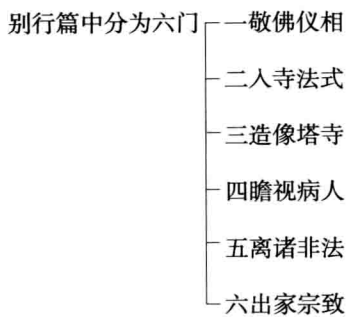 别行篇中分为六门
一敬佛仪相
二入寺法式
三造像塔寺
四瞻视病人
五离诸非法
六出家宗致